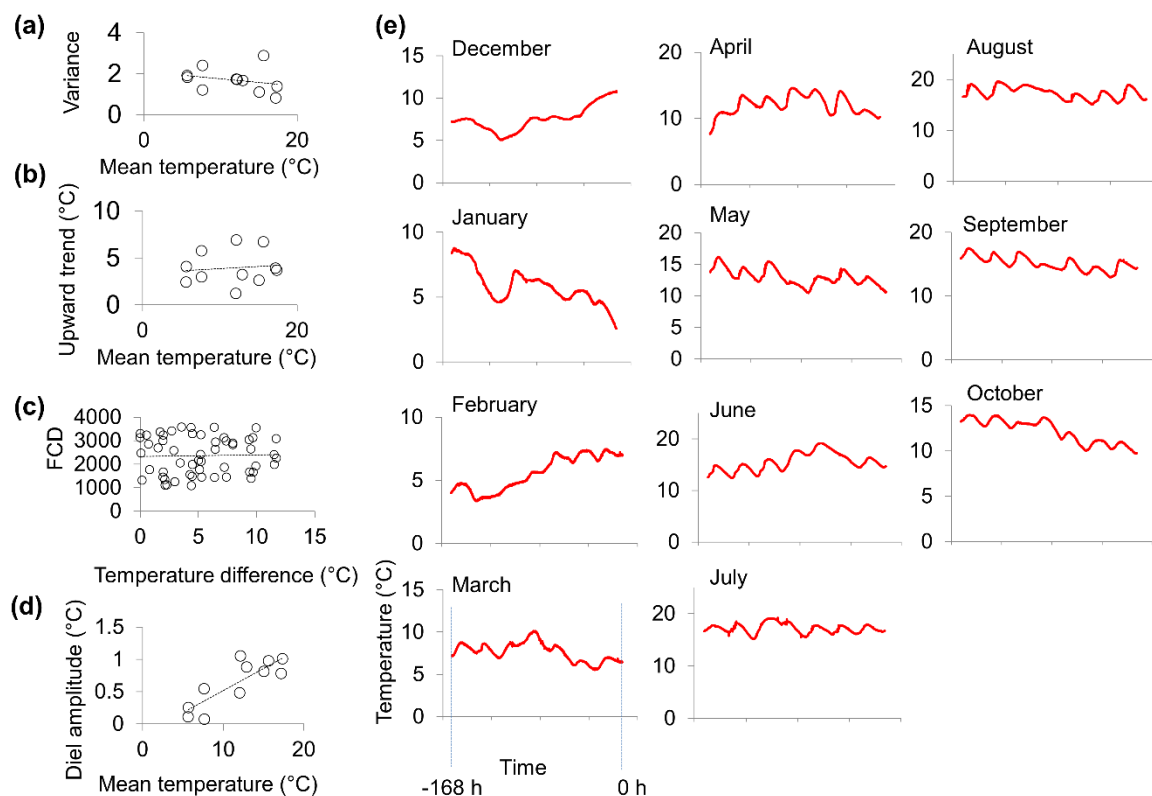 (a)
Variance
4
2
0
0
20
Mean temperature (°C)
(b)
Upward trend (°C)
10
5
0
0
20
Mean temperature (°C)
(c)
FCD
4000
3000
2000
1000
0
0
5
10
15
Temperature difference (°C)
(d)
Diel amplitude (°C)
1.5
1
0.5
0
0
10
20
Mean temperature (°C)
(e)
December
15
10
5
0
January
10
5
0
February
10
5
0
March
Temperature (°C)
15
10
5
0
Time
-168 h
0 h
April
20
10
0
May
20
15
10
5
0
June
20
10
0
July
20
10
0
August
20
10
0
September
20
15
10
5
0
October
15
10
5
0